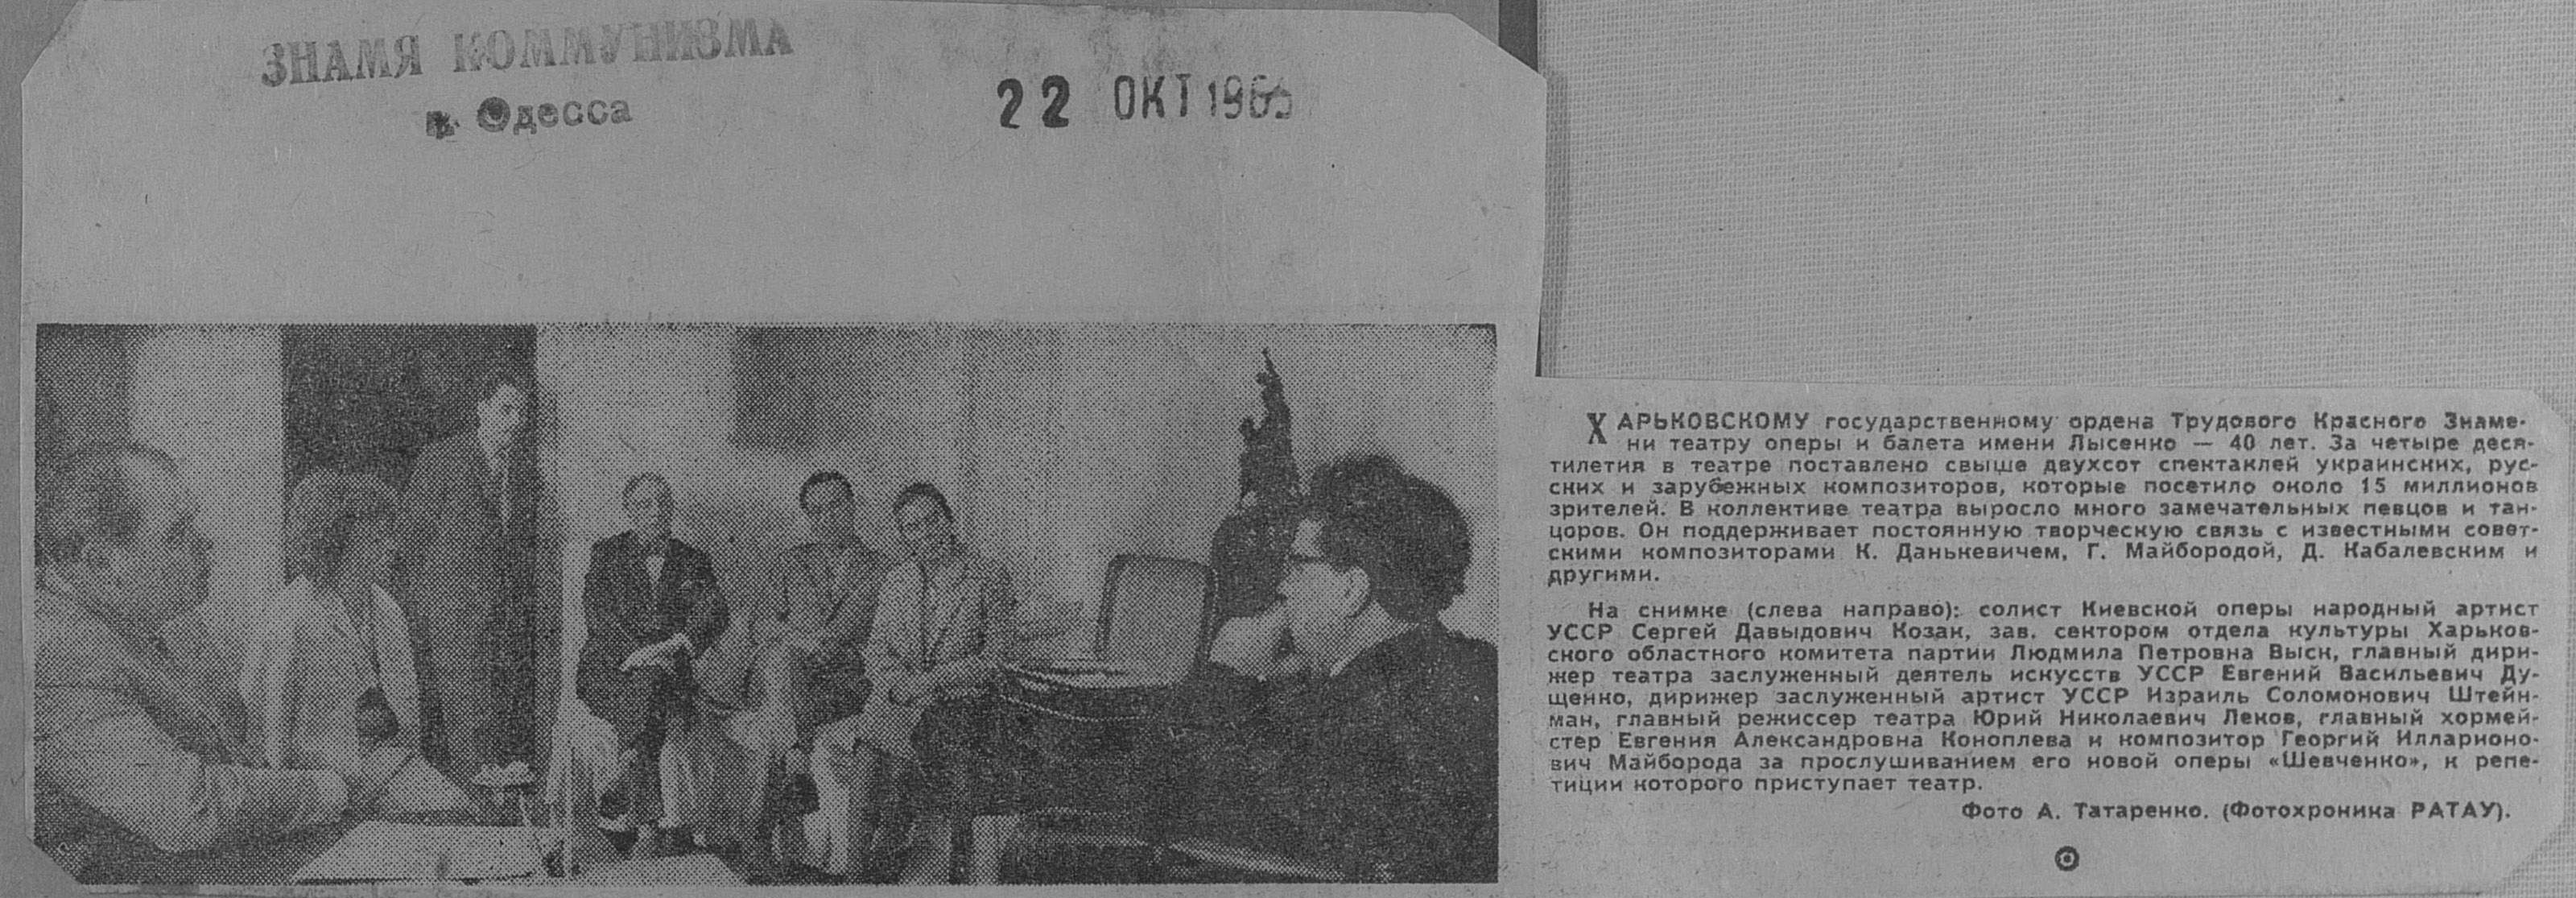 ЗНАМЯ КОММУНИЗМА
г. Одесса
22 ОКТ 1965
ХАРЬКОВСКОМУ государственному ордена Трудового Красного Знаме-
ни театру оперы и балета имени Лысенко — 40 лет. За четыре деся-
тилетия в театре поставлено свыше двухсот спектаклей украинских, рус-
ских и зарубежных композиторов, которые посетило около 15 миллионов
зрителей. В коллективе театра выросло много замечательных певцов и тан-
цоров. Он поддерживает постоянную творческую связь с известными совет-
скими композиторами К. Данькевичем, Г. Майбородой, Д. Кабалевским и
другими.
На снимке (слева направо): солист Киевской оперы народный артист
УССР Сергей Давыдович Козак, зав. сектором отдела культуры Харьков-
ского областного комитета партии Людмила Петровна Выск, главный дири-
жер театра заслуженный деятель искусств УССР Евгений Васильевич Ду-
щенко, дирижер заслуженный артист УССР Израиль Соломонович Штейн-
ман, главный режиссер театра Юрий Николаевич Леков, главный хормей-
стер Евгения Александровна Коноплева и композитор Георгий Илларионо-
вич Майборода за прослушиванием его новой оперы «Шевченко», к репе-
тиции которого приступает театр.
Фото А. Татаренко. (Фотохроника РАТАУ).